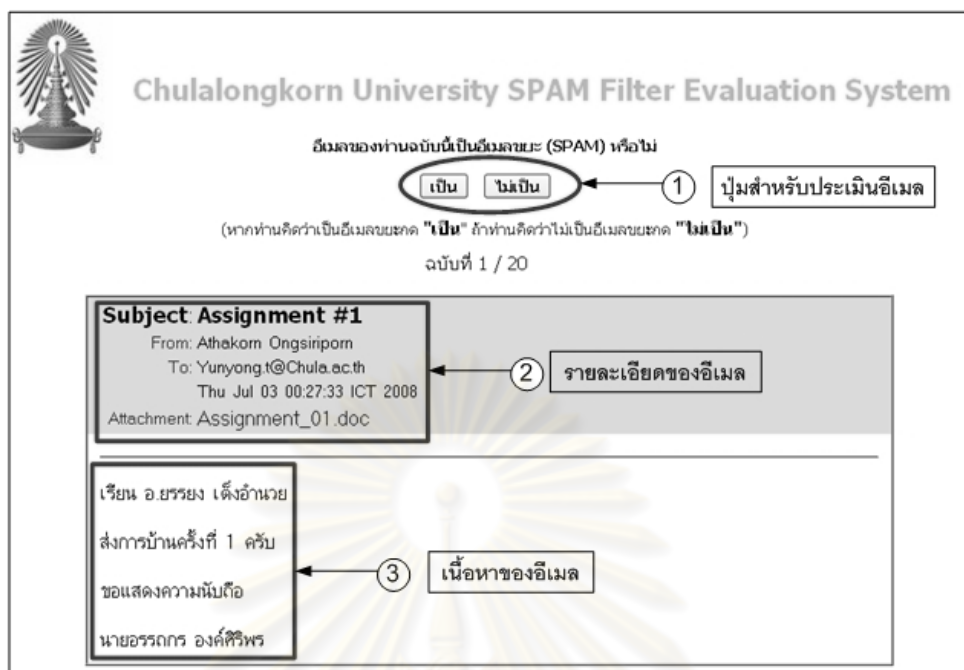 Chulalongkorn University SPAM Filter Evaluation System
อีเมลของท่านฉบับนี้เป็นอีเมลขยะ (SPAM) หรือไม่
เป็น ไม่เป็น 1 ปุ่มสำหรับประเมินอีเมล
(หากท่านคิดว่าเป็นอีเมลขยะกด "เป็น" ถ้าท่านคิดว่าไม่เป็นอีเมลขยะกด "ไม่เป็น")
ฉบับที่ 1 / 20
Subject: Assignment #1
From: Athakorn Ongsiriporn
To: Yunyong.t@Chula.ac.th 2 รายละเอียดของอีเมล
Thu Jul 03 00:27:33 ICT 2008
Attachment: Assignment_01.doc
เรียน อ.ยรรยง เต็งอำนวย
ส่งการบ้านครั้งที่ 1 ครับ
3 เนื้อหาของอีเมล
ขอแสดงความนับถือ
นายอรรถกร องค์ศิริพร